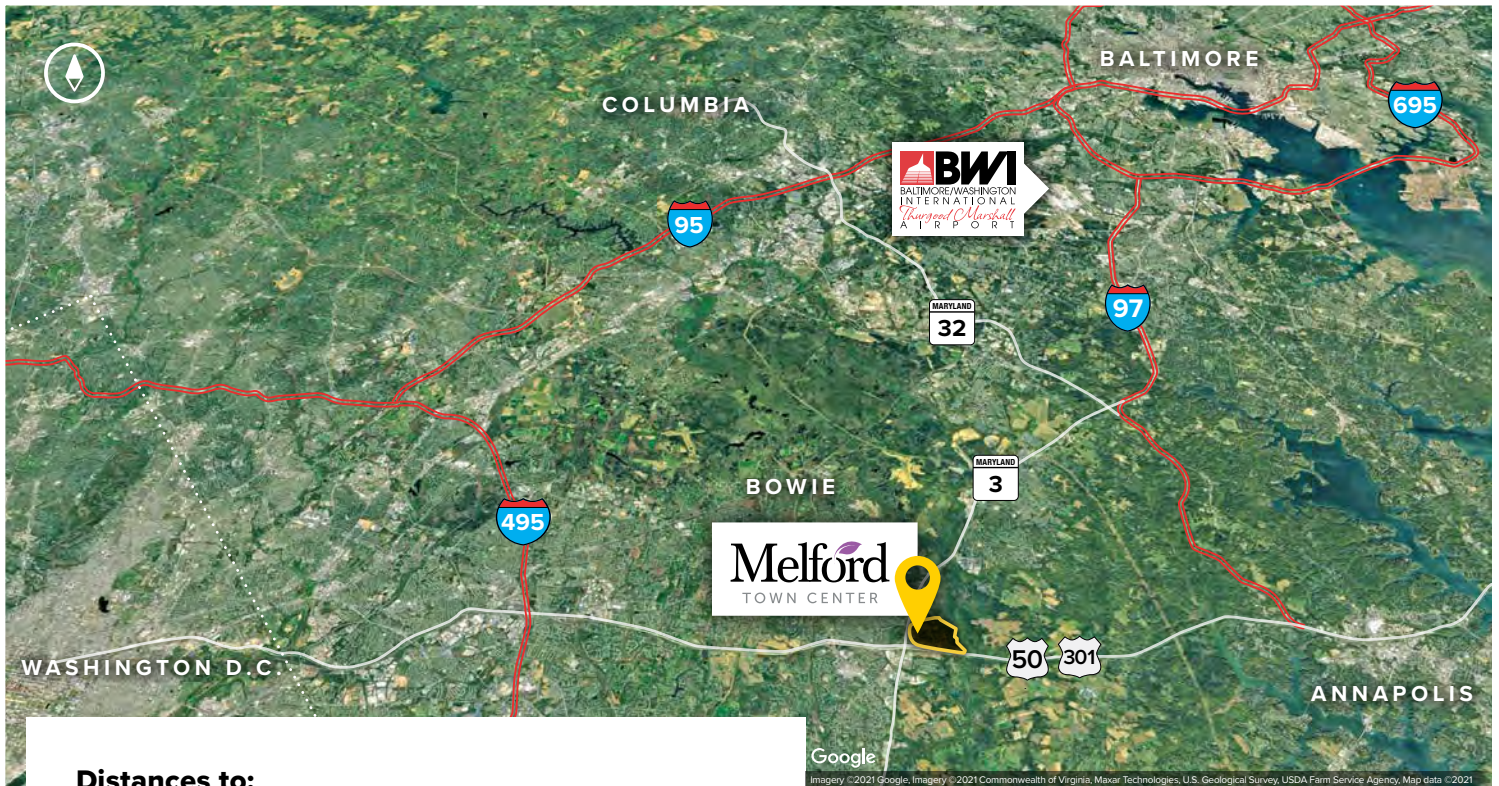 BALTIMORE
COLUMBIA
695
BWI
BALTIMORE/WASHINGTON
INTERNATIONAL
Thurgood Marshall
AIRPORT
95
97
MARYLAND
32
MARYLAND
3
BOWIE
495
Melford
TOWN CENTER
50
301
WASHINGTON D.C.
ANNAPOLIS
Distances to:
Google
Imagery ©2021 Google, Imagery ©2021 Commonwealth of Virginia, Maxar Technologies, U.S. Geological Survey, USDA Farm Service Agency, Map data ©2021